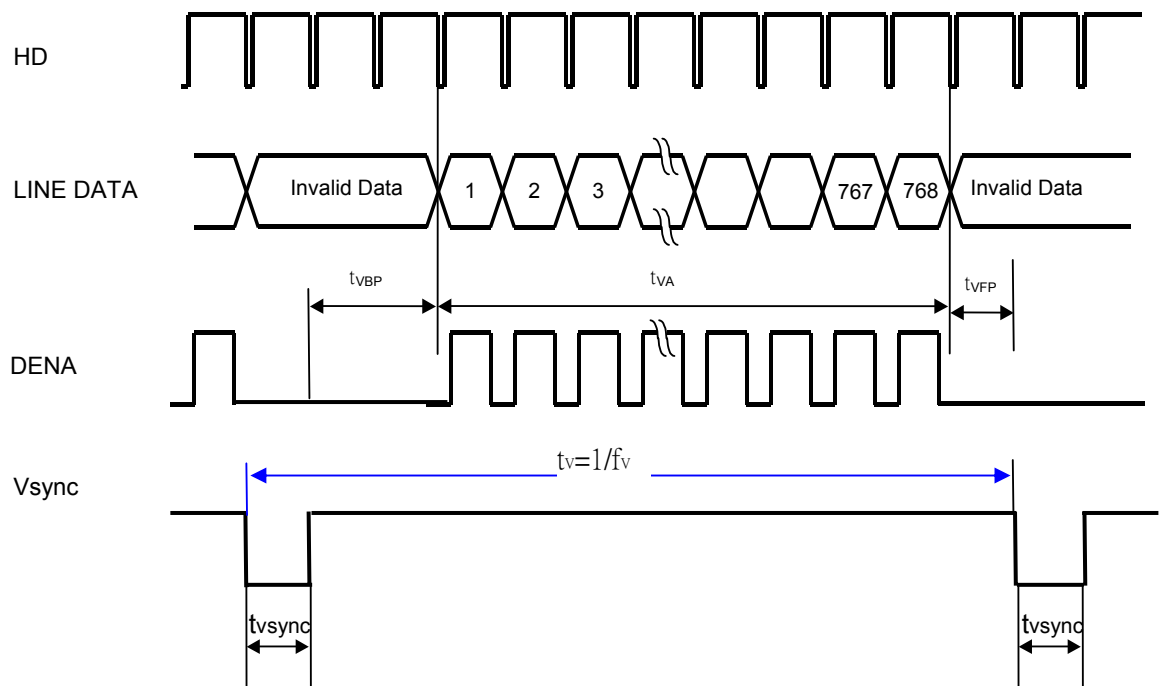 HD
LINE DATA
Invalid Data
1
2
3
767
768
Invalid Data
tVBP
tVA
tVFP
DENA
tv=1/fv
Vsync
tvsync
tvsync